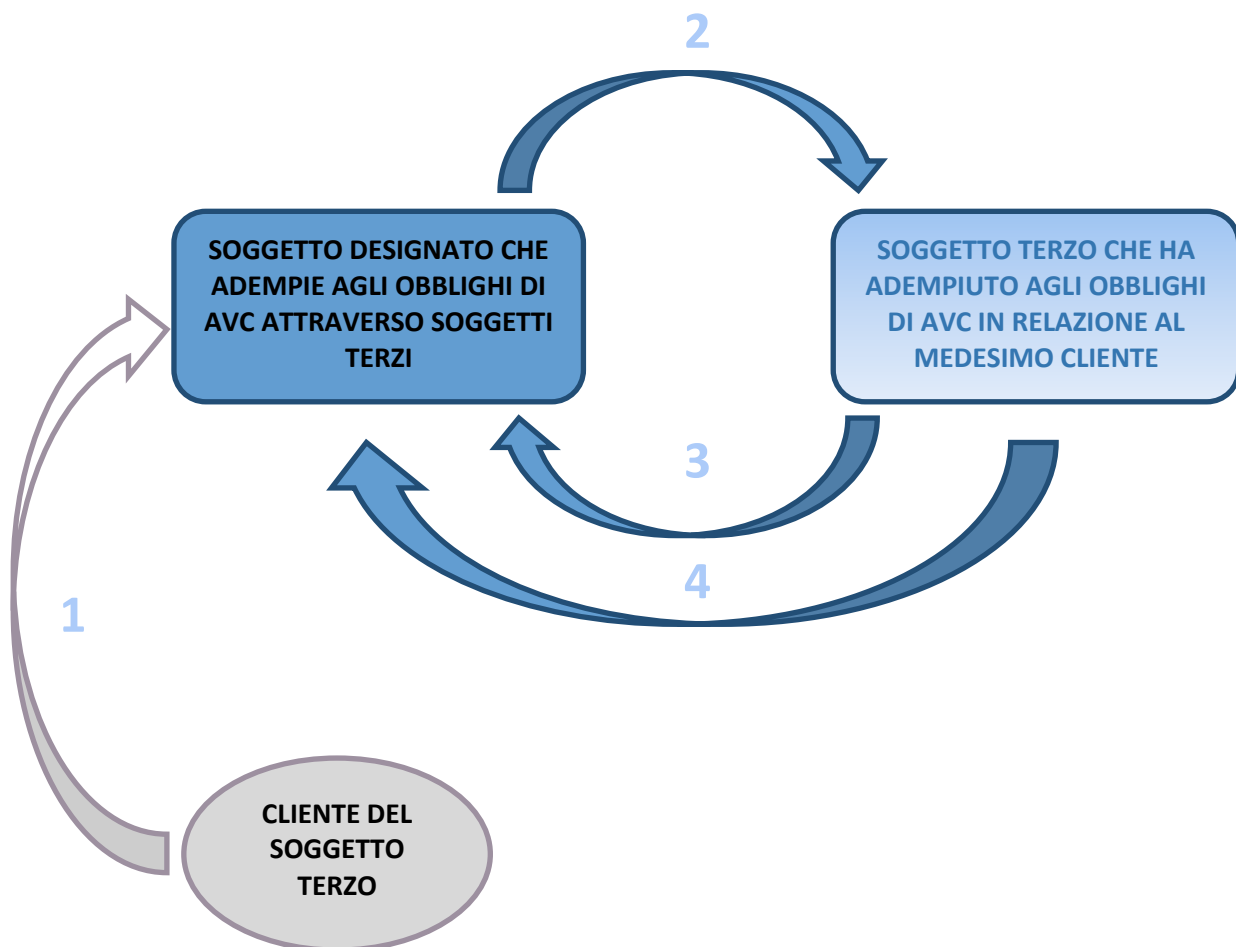 2
SOGGETTO DESIGNATO CHE
ADEMPIE AGLI OBBLIGHI DI
AVC ATTRAVERSO SOGGETTI
TERZI
SOGGETTO TERZO CHE HA
ADEMPIUTO AGLI OBBLIGHI
DI AVC IN RELAZIONE AL
MEDESIMO CLIENTE
3
4
1
CLIENTE DEL
SOGGETTO
TERZO